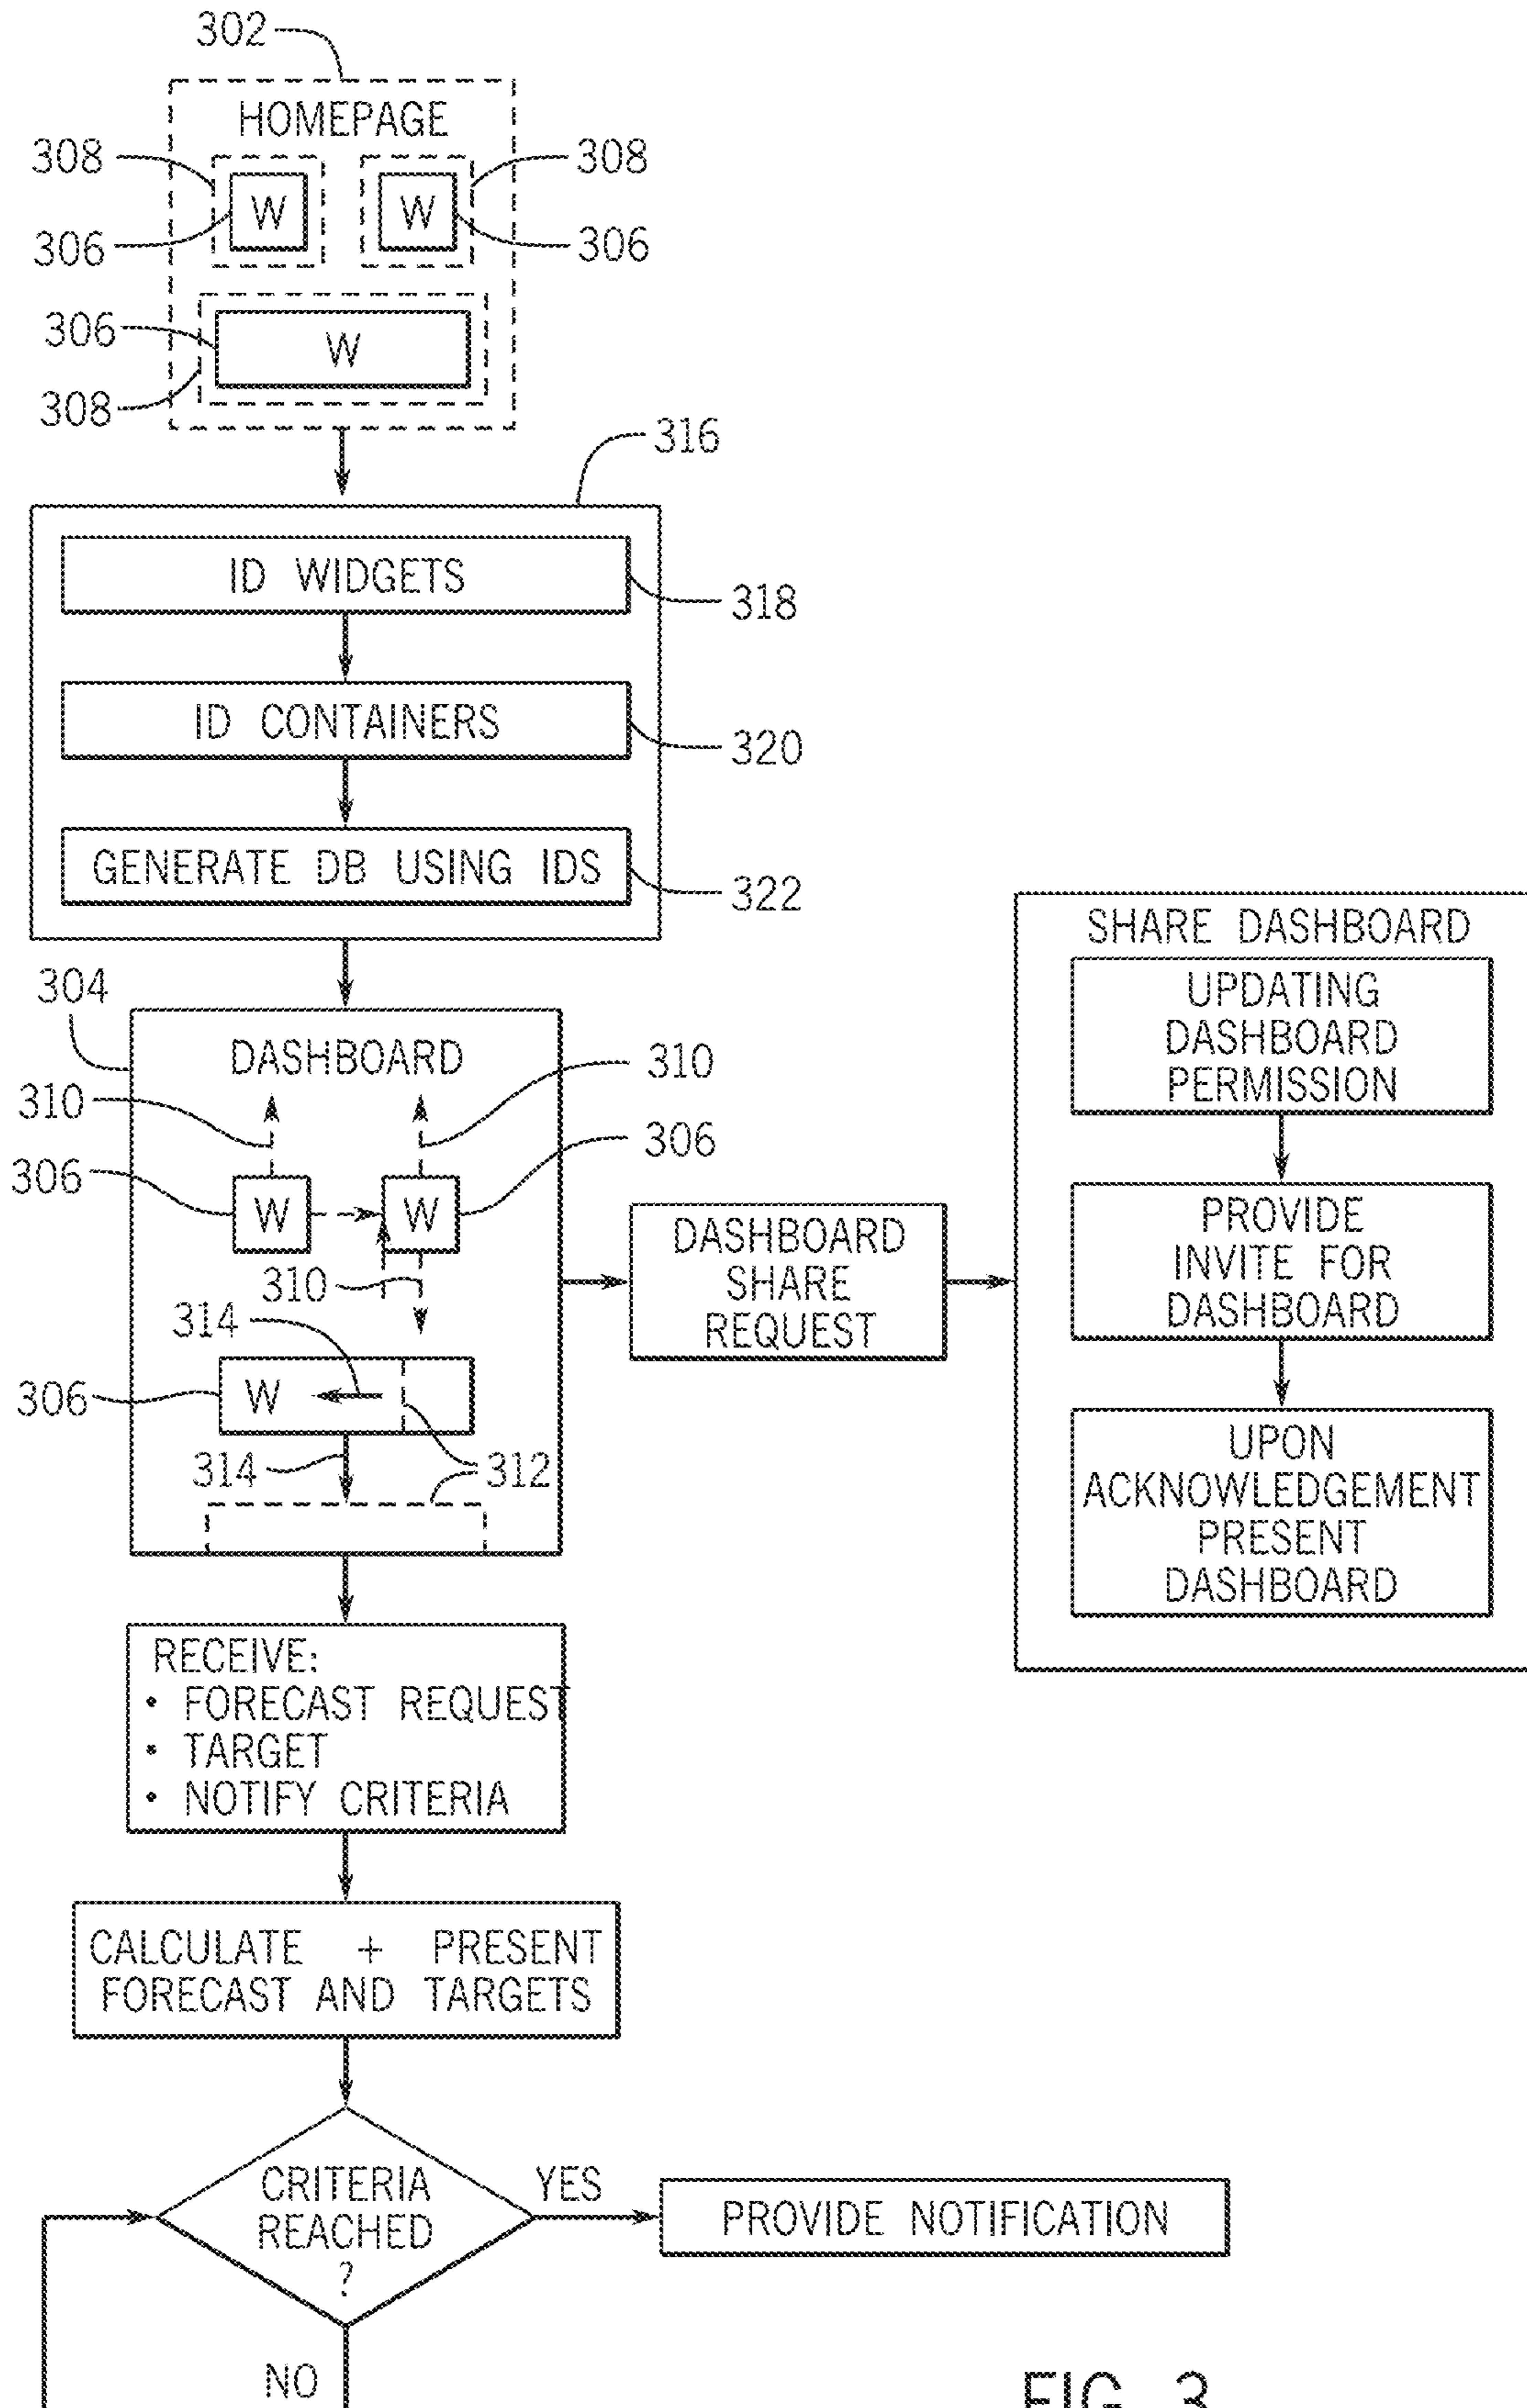 302
HOMEPAGE
308
308
W
W
306
306
306
W
308
316
ID WIDGETS
318
ID CONTAINERS
320
GENERATE DB USING IDS
322
304
DASHBOARD
310
310
306
306
W
W
310
314
306
W
314
312
DASHBOARD
SHARE
REQUEST
SHARE DASHBOARD
UPDATING
DASHBOARD
PERMISSION
PROVIDE
INVITE FOR
DASHBOARD
UPON
ACKNOWLEDGEMENT
PRESENT
DASHBOARD
RECEIVE:
• FORECAST REQUEST
• TARGET
• NOTIFY CRITERIA
CALCULATE + PRESENT
FORECAST AND TARGETS
CRITERIA
REACHED
?
YES
PROVIDE NOTIFICATION
NO
FIG. 3